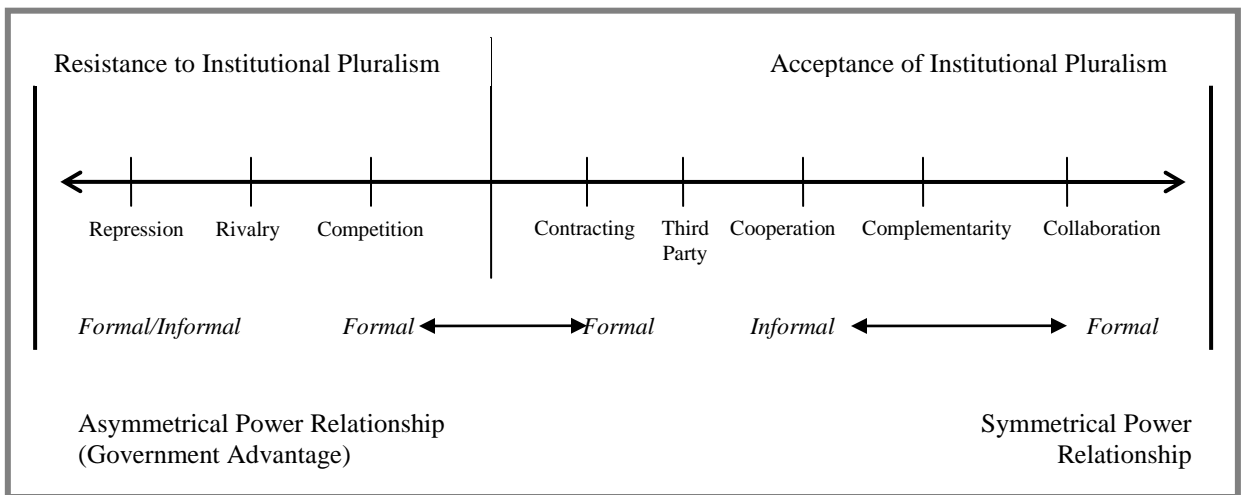 Resistance to Institutional Pluralism
Acceptance of Institutional Pluralism
Repression Rivalry Competition Contracting Third Cooperation Complementarity Collaboration
Party
Formal/Informal Formal Formal Informal Formal
Asymmetrical Power Relationship
(Government Advantage)
Symmetrical Power
Relationship